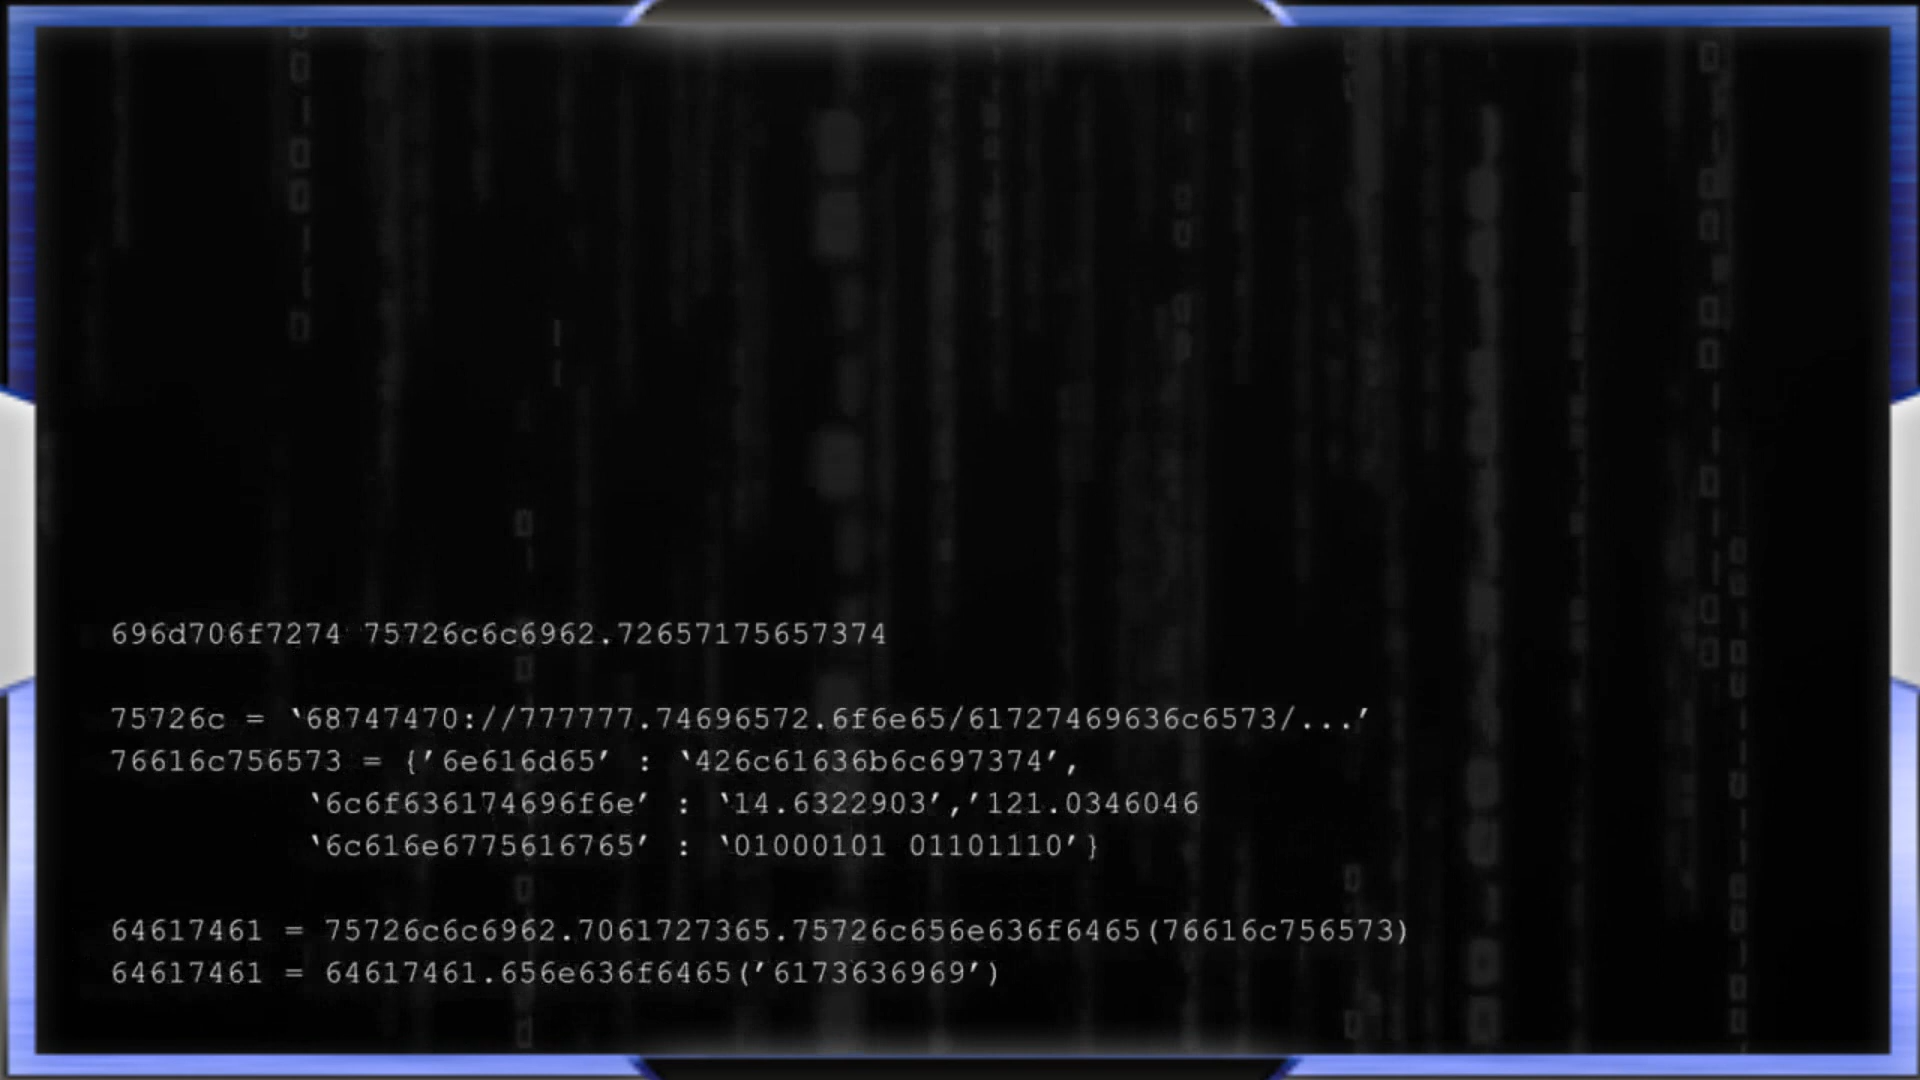 696d706f7274 75726c6c6962.72657175657374
75726c = ‵68747470://777777.74696572.6f6e65/61727469636c6573/...′
76616c756573 = {′6e616d65′ : ‵426c61636b6c697374′,
‵6c6f636174696f6e′ : ‵14.6322903′,′121.0346046
‵6c616e6775616765′ : ‵01000101 01101110′}
64617461 = 75726c6c6962.7061727365.75726c656e636f6465(76616c756573)
64617461 = 64617461.656e636f6465(′6173636969′)